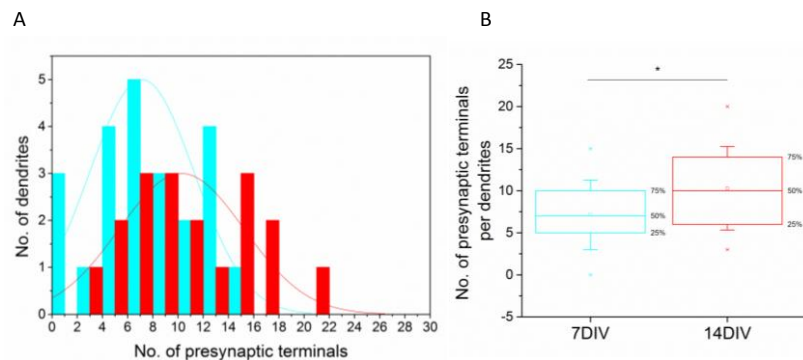 A
B
5
4
3
2
1
0
0 2 4 6 8 10 12 14 16 18 20 22 24 26 28 30
No. of dendrites
No. of presynaptic terminals
No. of presynaptic terminals
per dendrites
25
20
15
10
5
0
-5
*
75%
50%
25%
75%
50%
25%
7DIV 14DIV